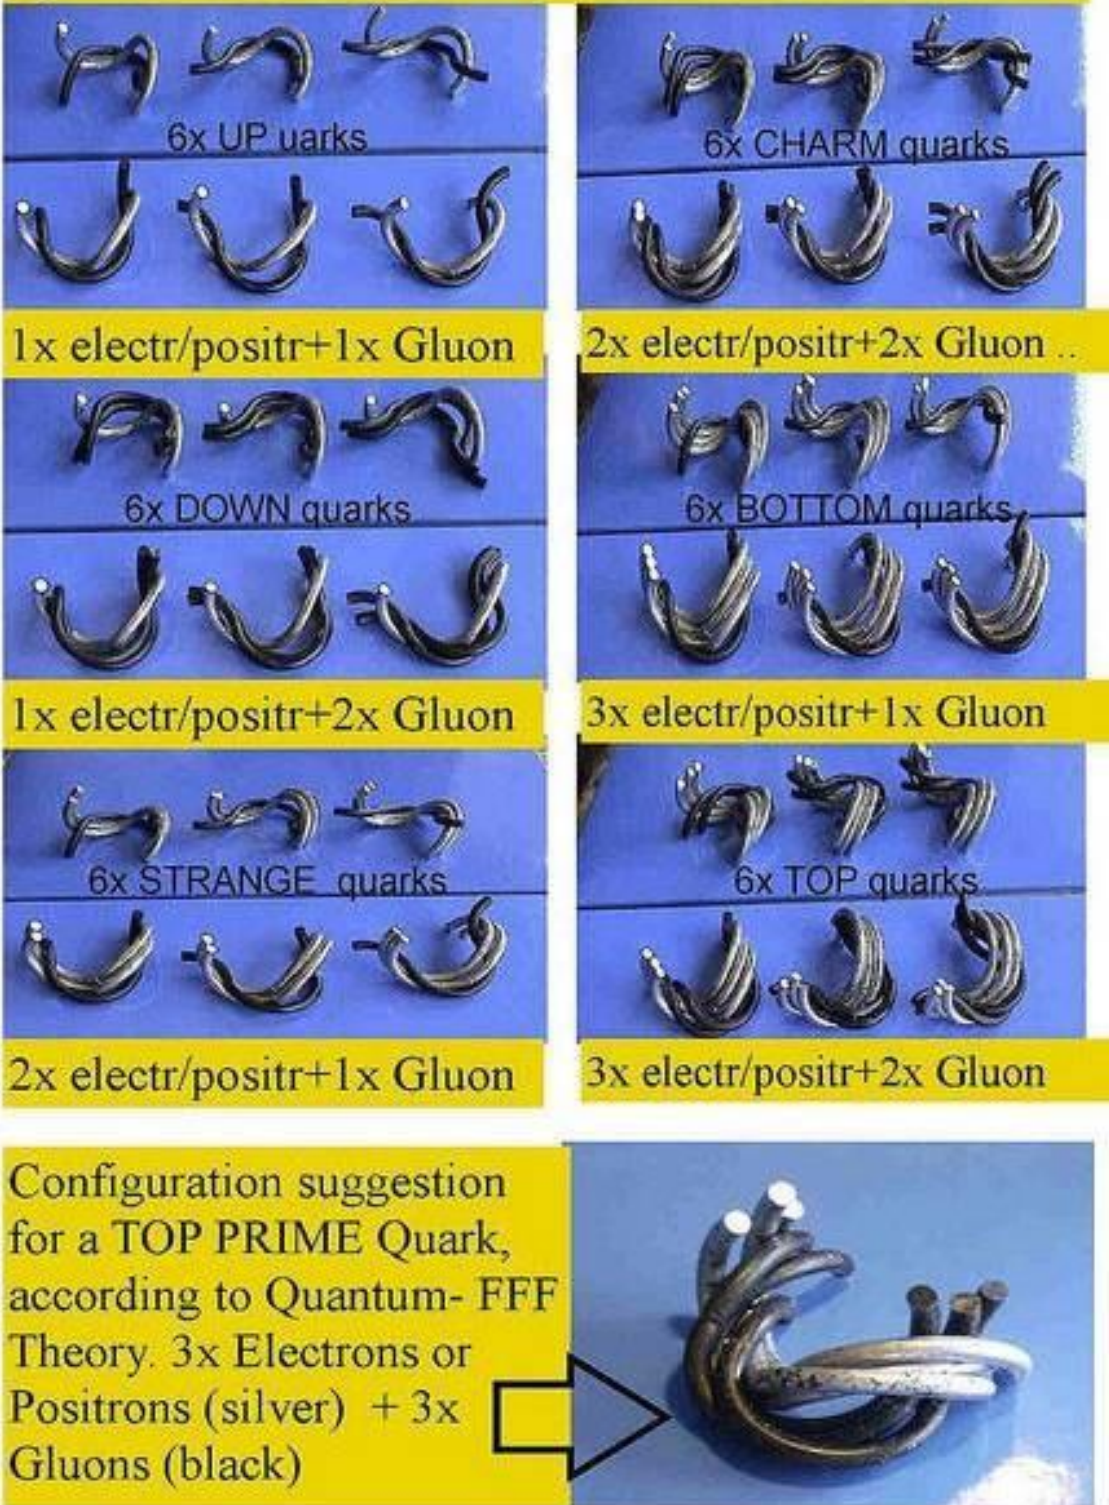 6x UP uarks
1x electr/positr+1x Gluon
6x CHARM quarks
2x electr/positr+2x Gluon ..
6x DOWN quarks
1x electr/positr+2x Gluon
6x BOTTOM quarks
3x electr/positr+1x Gluon
6x STRANGE quarks
2x electr/positr+1x Gluon
6x TOP quarks
3x electr/positr+2x Gluon
Configuration suggestion
for a TOP PRIME Quark,
according to Quantum- FFF
Theory. 3x Electrons or
Positrons (silver) + 3x
Gluons (black)